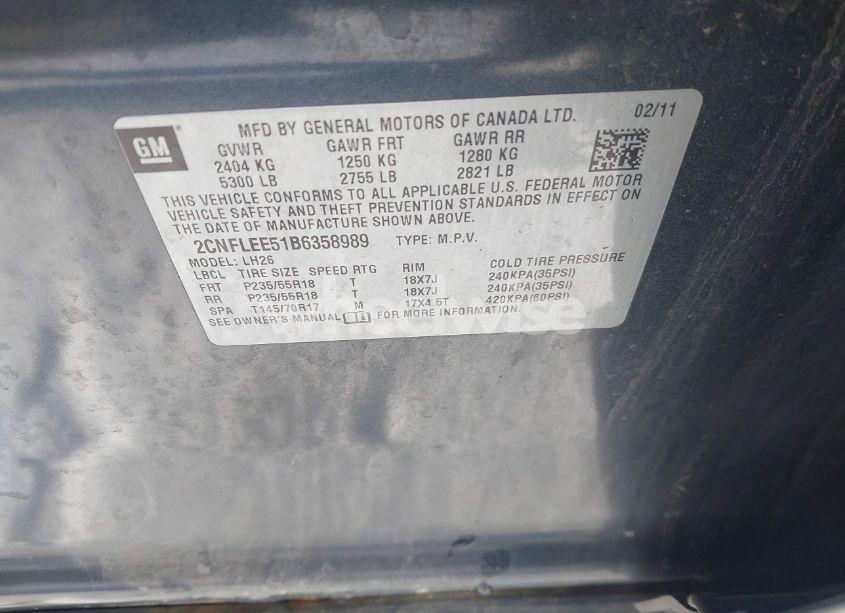 GM
MFD BY GENERAL MOTORS OF CANADA LTD. 02/11
GVWR GAWR FRT GAWR RR
2404 KG 1250 KG 1280 KG
5300 LB 2755 LB 2821 LB
THIS VEHICLE CONFORMS TO ALL APPLICABLE U.S. FEDERAL MOTOR
VEHICLE SAFETY AND THEFT PREVENTION STANDARDS IN EFFECT ON
THE DATE OF MANUFACTURE SHOWN ABOVE.
2CNFLEE51B6358989 TYPE: M.P.V.
MODEL: LH26
LBCL TIRE SIZE SPEED RTG RIM COLD TIRE PRESSURE
FRT P235/55R18 T 18X7J 240KPA(35PSI)
RR P235/55R18 T 18X7J 240KPA(35PSI)
SPA T145/70R17 M 17X4.5T 420KPA(60PSI)
SEE OWNER'S MANUAL FOR MORE INFORMATION.